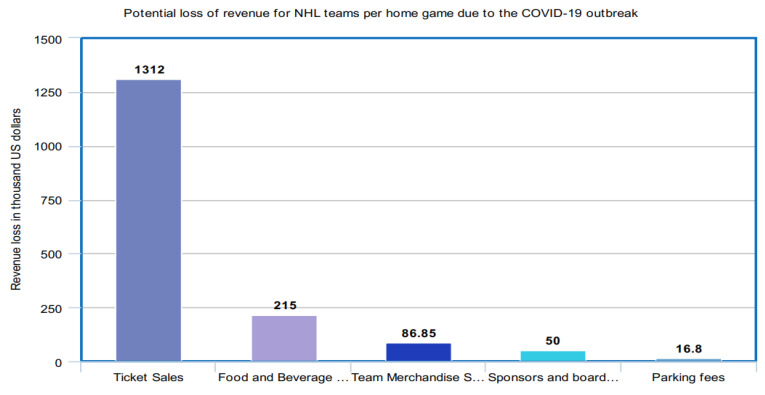 Potential loss of revenue for NHL teams per home game due to the COVID-19 outbreak
Revenue loss in thousand US dollars
1500
1250
1000
750
500
250
0
1312
215
86.85
50
16.8
Ticket Sales
Food and Beverage ...
Team Merchandise S...
Sponsors and board...
Parking fees